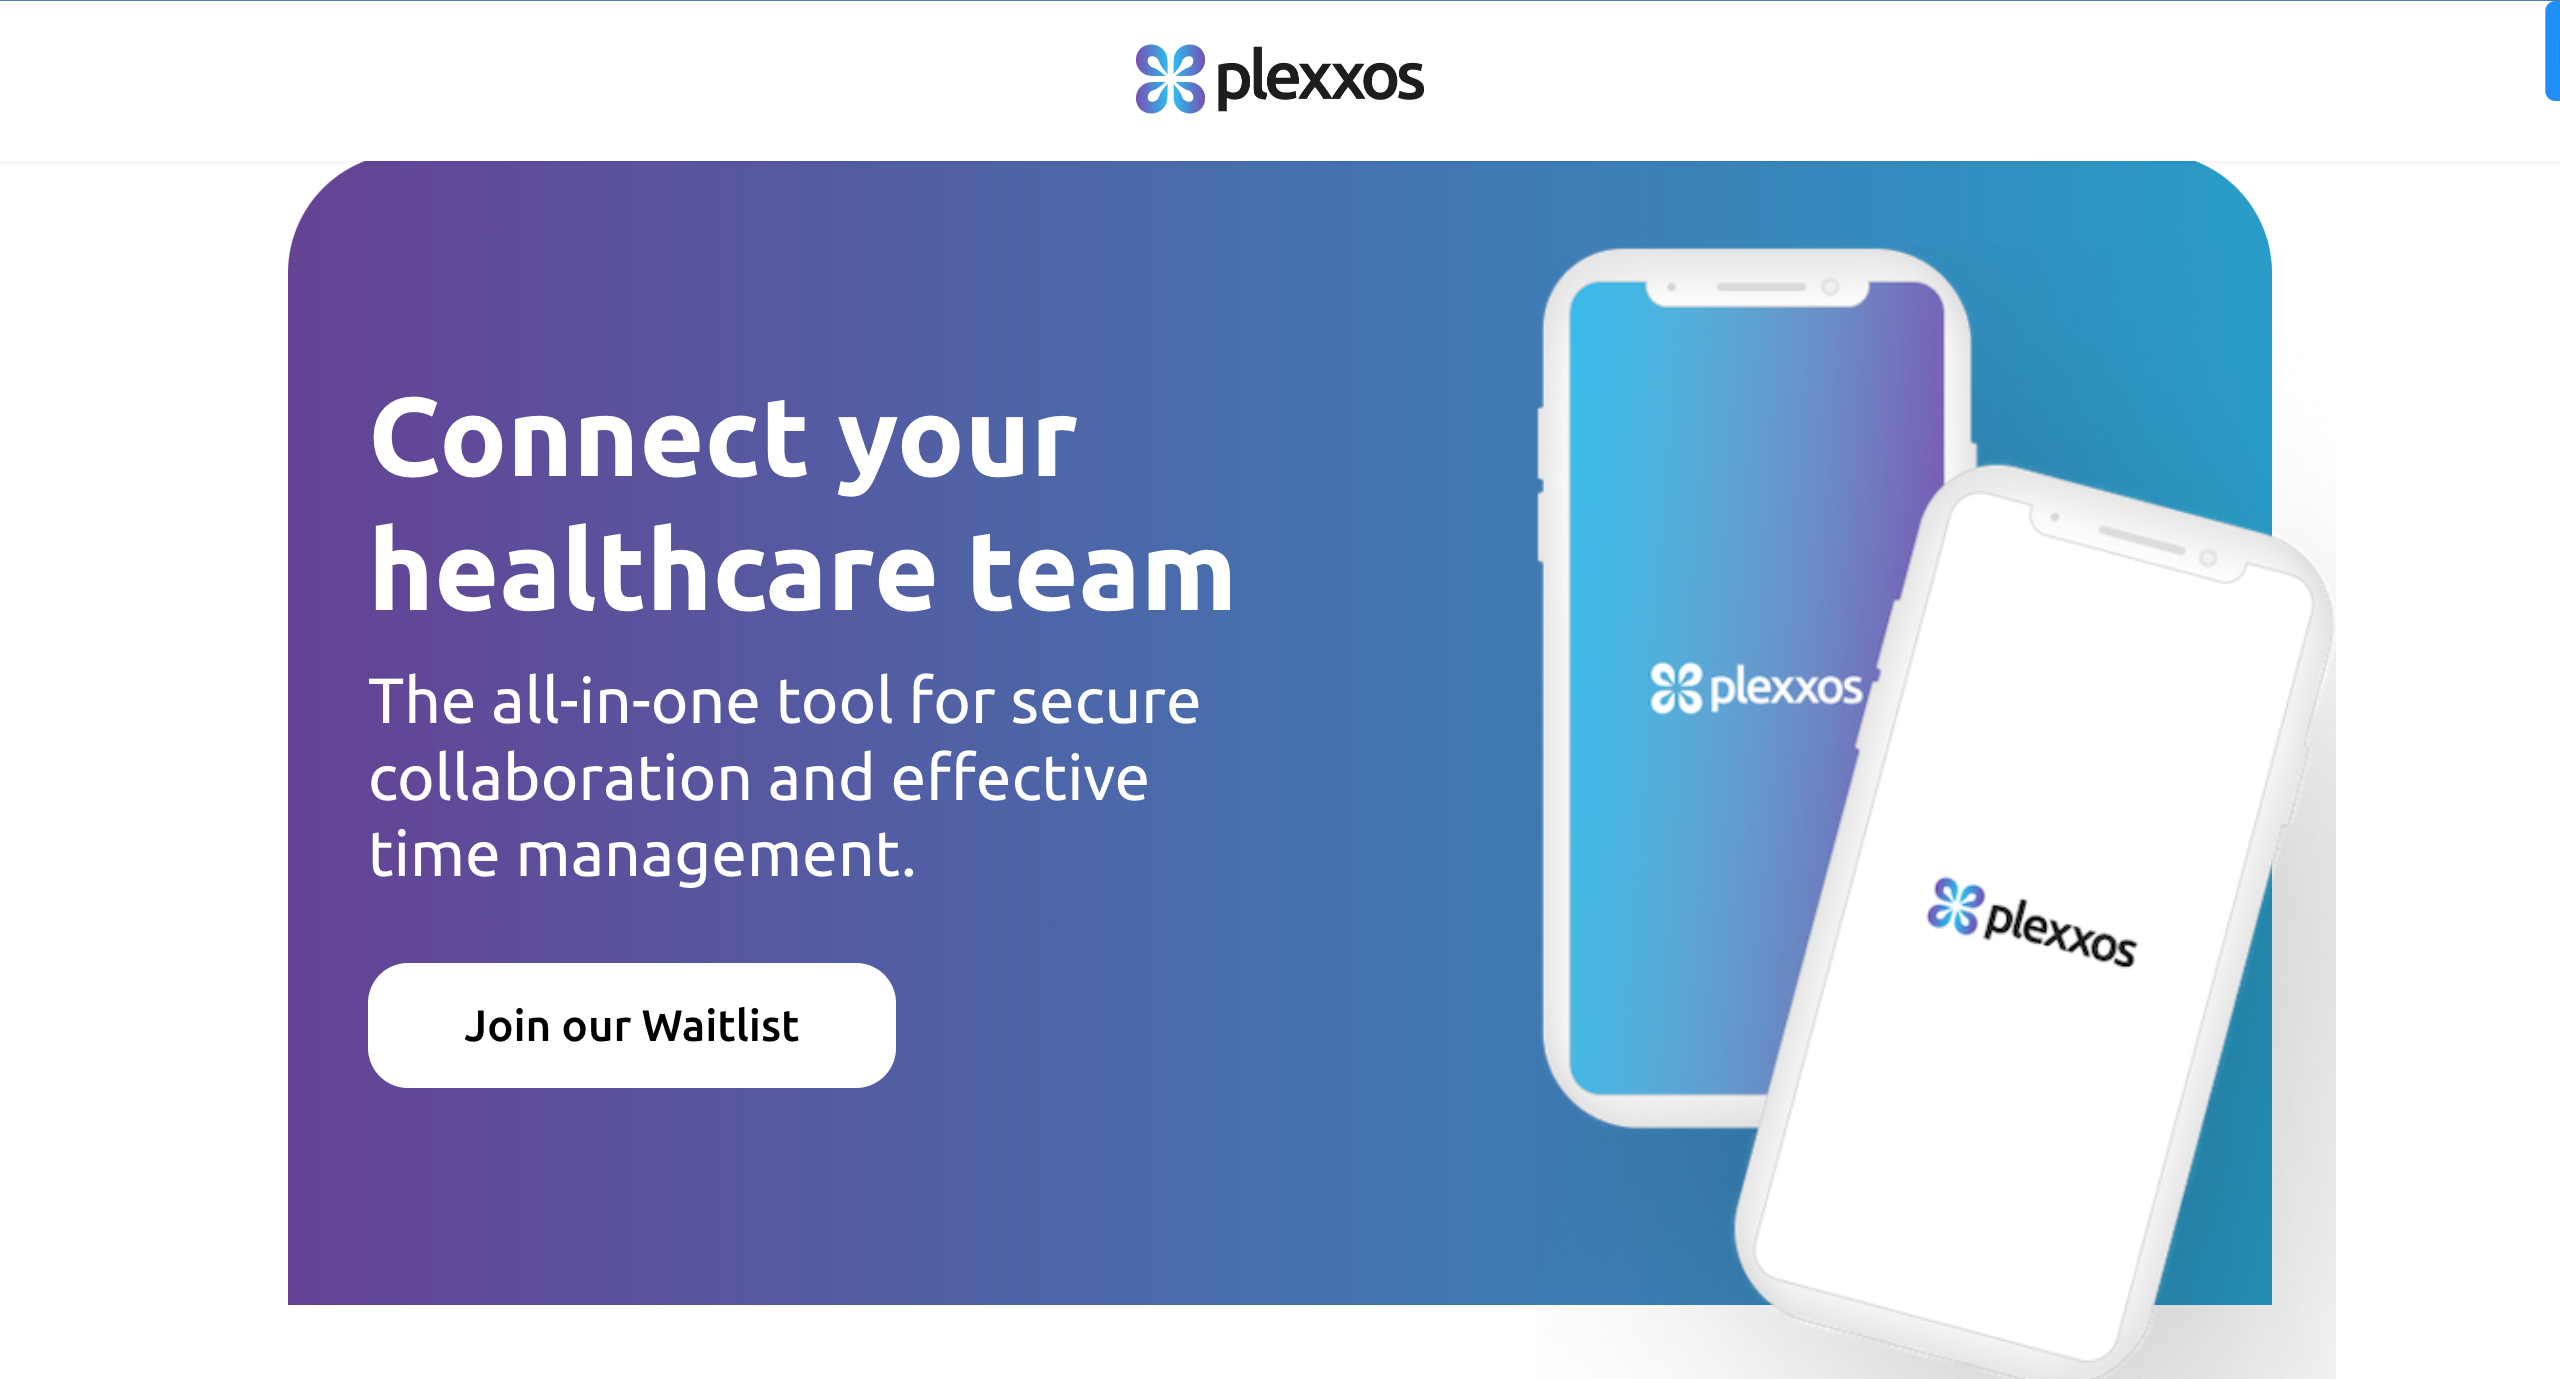 plexxos
Connect your
healthcare team
The all-in-one tool for secure
collaboration and effective
time management.
Join our Waitlist
plexxos
plexxos